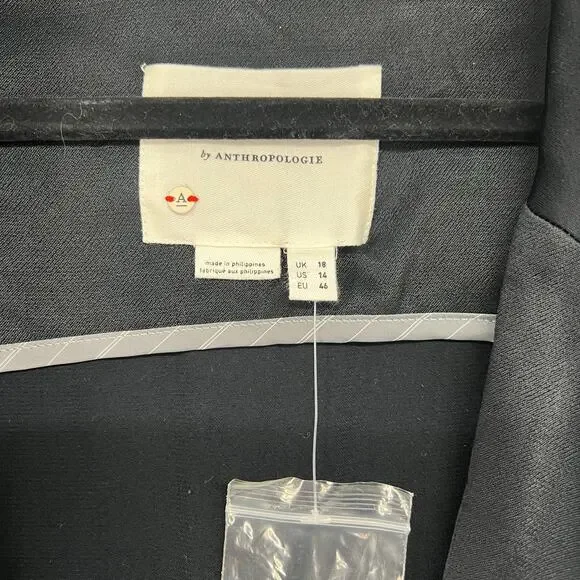 by ANTHROPOLOGIE
A
made in philippines
fabriqué aux philippines
UK 18
US 14
EU 46